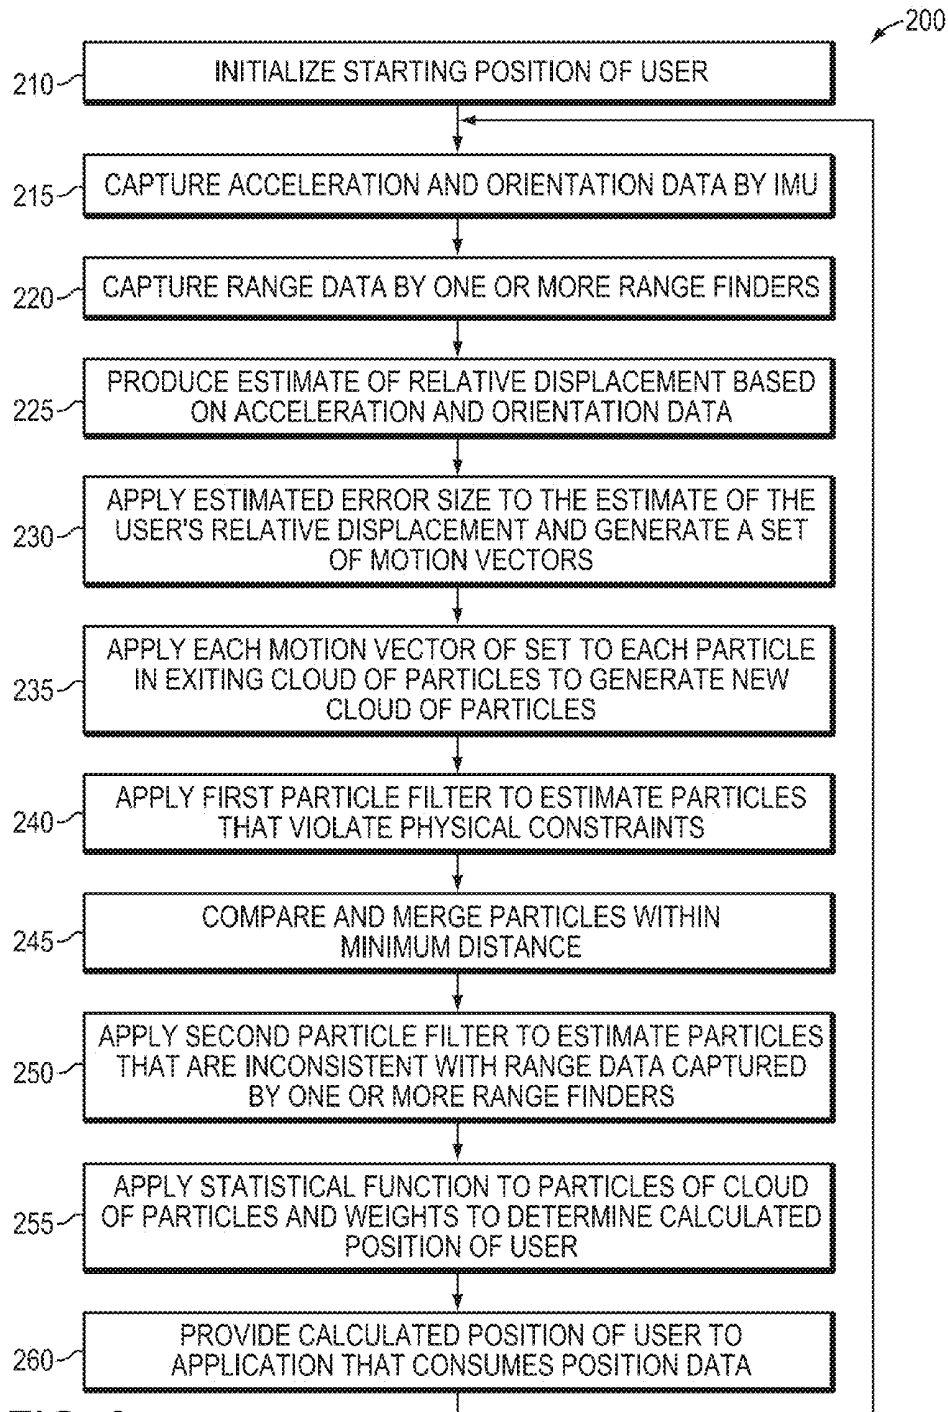 200
210
INITIALIZE STARTING POSITION OF USER
215
CAPTURE ACCELERATION AND ORIENTATION DATA BY IMU
220
CAPTURE RANGE DATA BY ONE OR MORE RANGE FINDERS
225
PRODUCE ESTIMATE OF RELATIVE DISPLACEMENT BASED
ON ACCELERATION AND ORIENTATION DATA
230
APPLY ESTIMATED ERROR SIZE TO THE ESTIMATE OF THE
USER'S RELATIVE DISPLACEMENT AND GENERATE A SET
OF MOTION VECTORS
235
APPLY EACH MOTION VECTOR OF SET TO EACH PARTICLE
IN EXITING CLOUD OF PARTICLES TO GENERATE NEW
CLOUD OF PARTICLES
240
APPLY FIRST PARTICLE FILTER TO ESTIMATE PARTICLES
THAT VIOLATE PHYSICAL CONSTRAINTS
245
COMPARE AND MERGE PARTICLES WITHIN
MINIMUM DISTANCE
250
APPLY SECOND PARTICLE FILTER TO ESTIMATE PARTICLES
THAT ARE INCONSISTENT WITH RANGE DATA CAPTURED
BY ONE OR MORE RANGE FINDERS
255
APPLY STATISTICAL FUNCTION TO PARTICLES OF CLOUD
OF PARTICLES AND WEIGHTS TO DETERMINE CALCULATED
POSITION OF USER
260
PROVIDE CALCULATED POSITION OF USER TO
APPLICATION THAT CONSUMES POSITION DATA